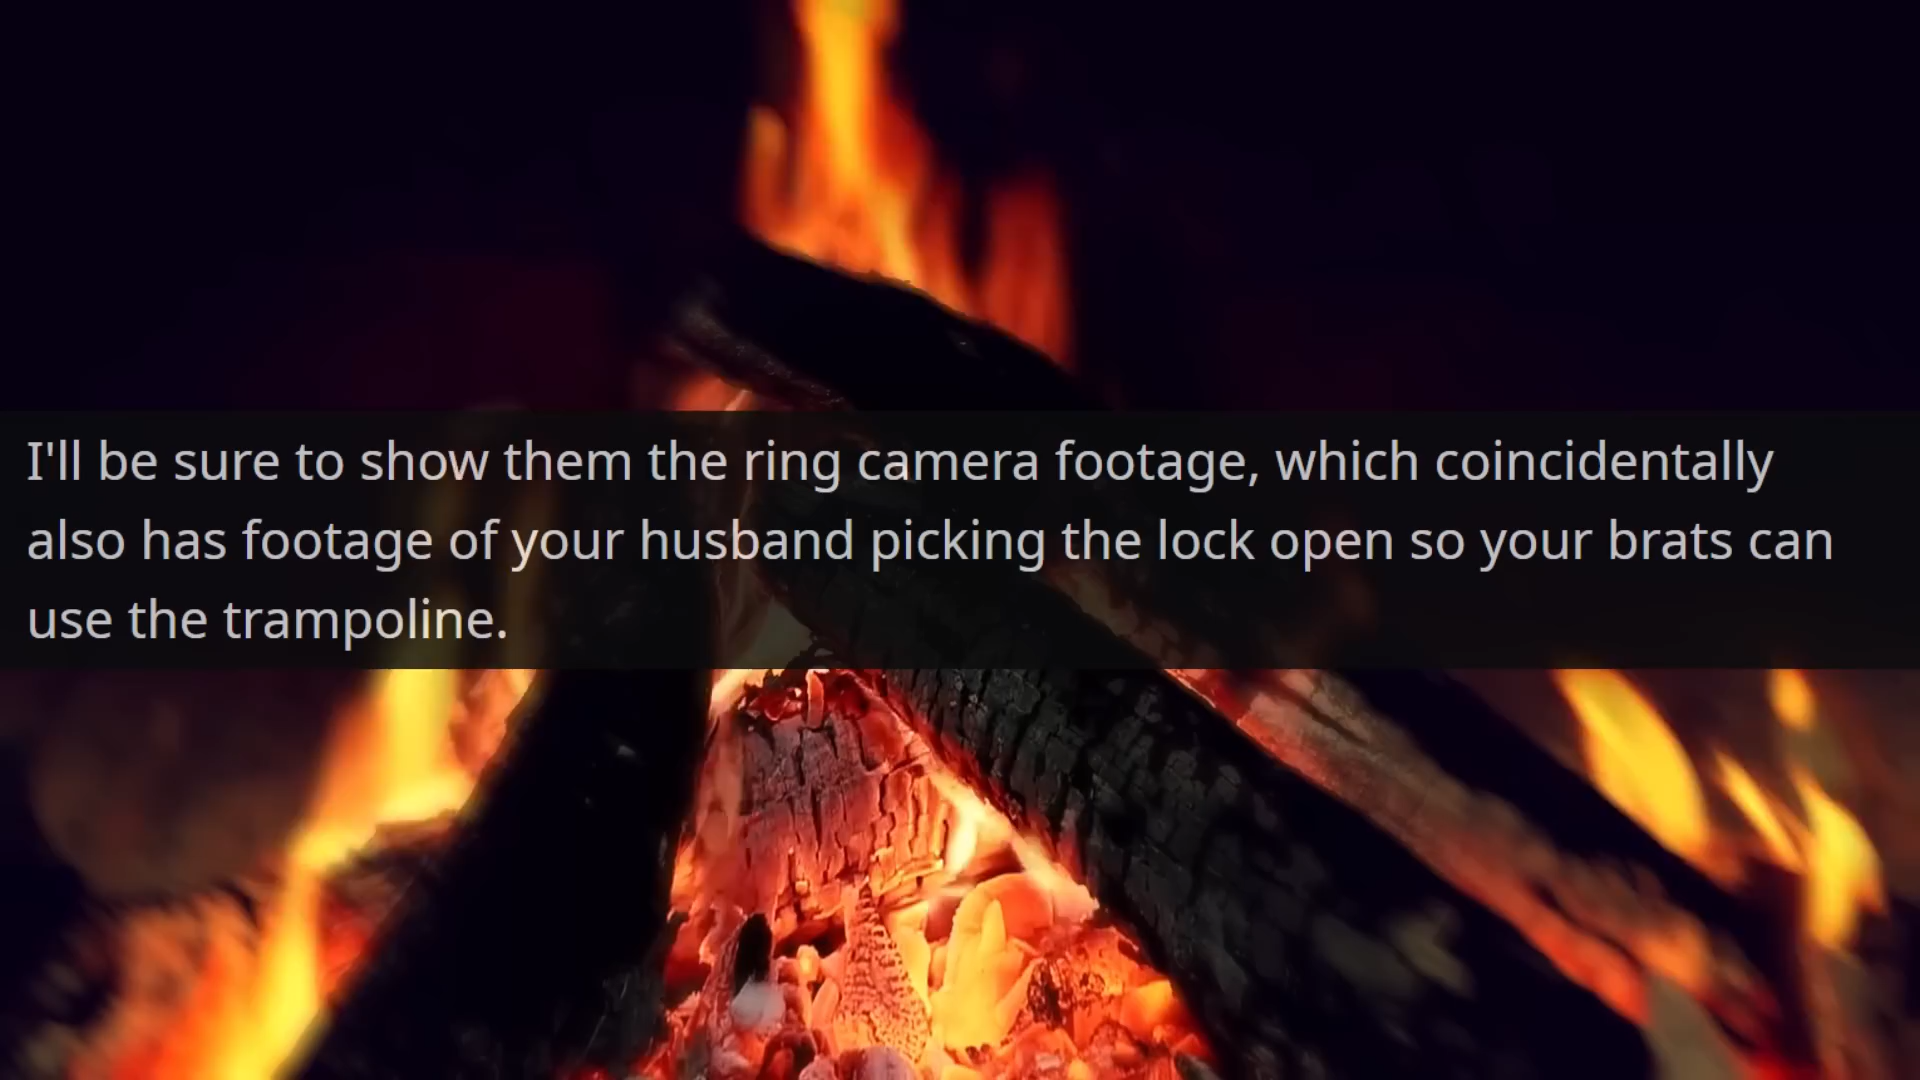 I'll be sure to show them the ring camera footage, which coincidentally
also has footage of your husband picking the lock open so your brats can
use the trampoline.